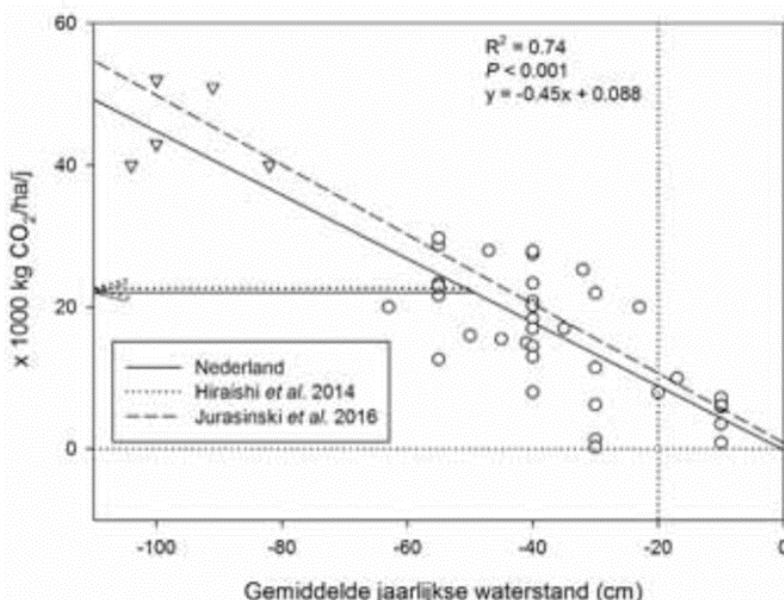 60
40
20
0
x 1000 kg CO₂/ha/j
R² = 0.74
P < 0.001
y = -0.45x + 0.088
Nederland
Hiraishi et al. 2014
Jurasinski et al. 2016
-100 -80 -60 -40 -20 0
Gemiddelde jaarlijkse waterstand (cm)